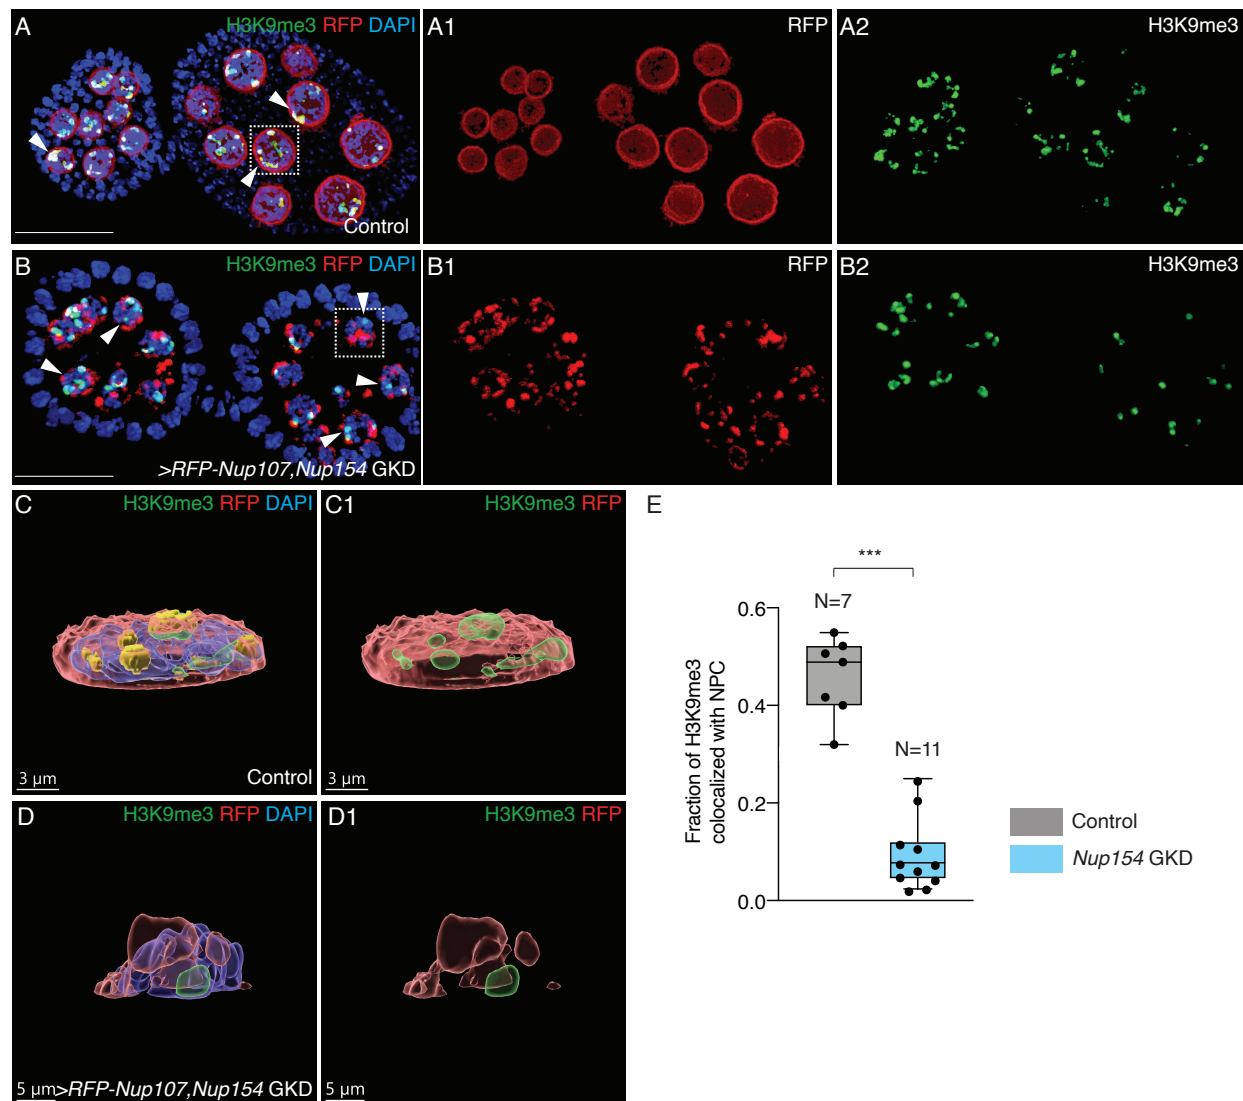 A
H3K9me3 RFP DAPI
Control
A1
RFP
A2
H3K9me3
B
H3K9me3 RFP DAPI
>RFP-Nup107,Nup154 GKD
B1
RFP
B2
H3K9me3
C
H3K9me3 RFP DAPI
3 μm
Control
C1
H3K9me3 RFP
3 μm
D
H3K9me3 RFP DAPI
5 μm
>RFP-Nup107,Nup154 GKD
D1
H3K9me3 RFP
5 μm
E
***
N=7
N=11
0.6
0.4
0.2
0.0
Fraction of H3K9me3
colocalized with NPC
Control
Nup154 GKD